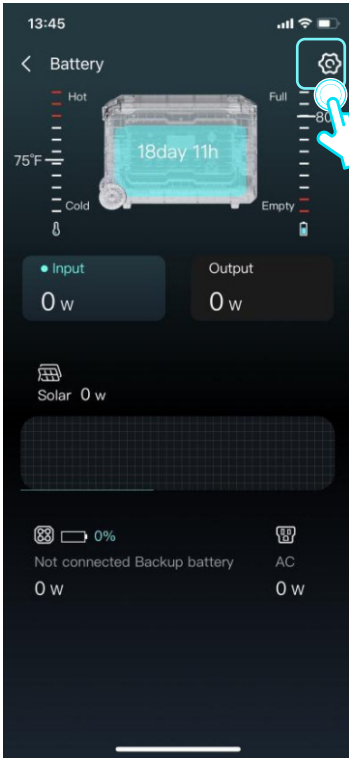 13:45
Battery
Hot
Full
80
75°F
18day 11h
Cold
Empty
Input
Output
0 w
0 w
Solar 0 w
0%
Not connected Backup battery
AC
0 w
0 w